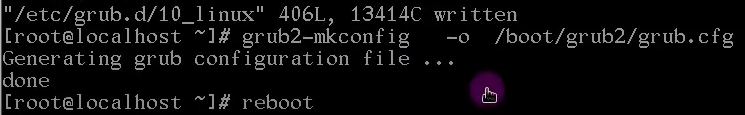 "/etc/grub.d/10_linux" 406L, 13414C written
[root@localhost ~]# grub2-mkconfig  -o  /boot/grub2/grub.cfg
Generating grub configuration file ...
done
[root@localhost ~]# reboot